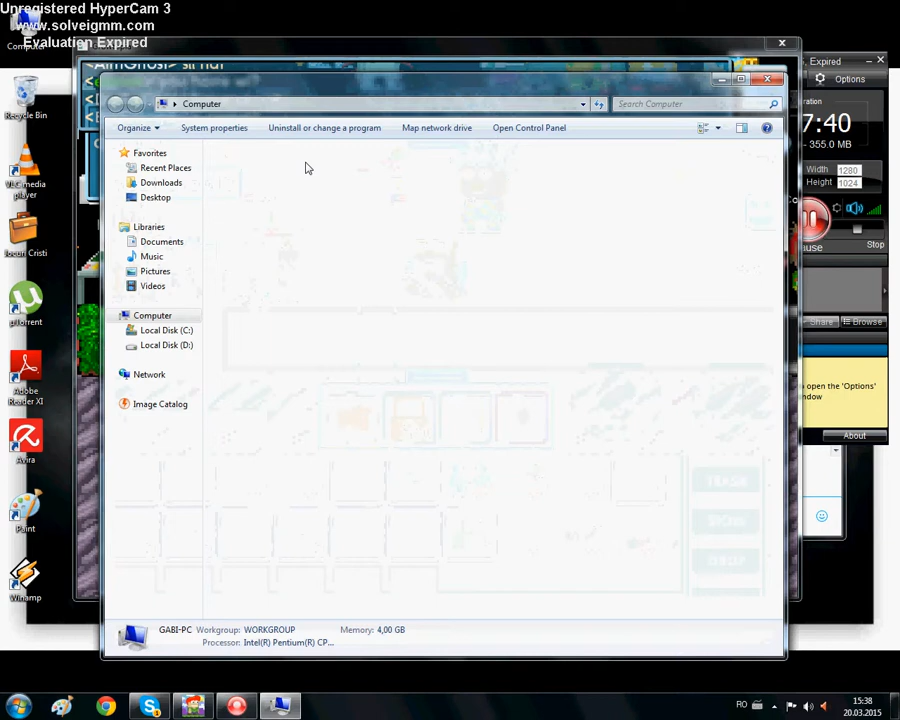 Unregistered HyperCam 3
www.solveigmm.com
Evaluation Expired
Computer
Recycle Bin
VLC media
player
Jocuri Cristi
µTorrent
Adobe
Reader XI
Avira
Paint
Winamp
Computer
Search Computer
Organize
System properties
Uninstall or change a program
Map network drive
Open Control Panel
Favorites
Recent Places
Downloads
Desktop
Libraries
Documents
Music
Pictures
Videos
Computer
Local Disk (C:)
Local Disk (D:)
Network
Image Catalog
GABI-PC Workgroup: WORKGROUP Memory: 4,00 GB
Processor: Intel(R) Pentium(R) CP...
Expired
Options
7:40
355.0 MB
Width 1280
Height 1024
Stop
Share
Browse
open the 'Options'
About
RO
15:38
20.03.2015